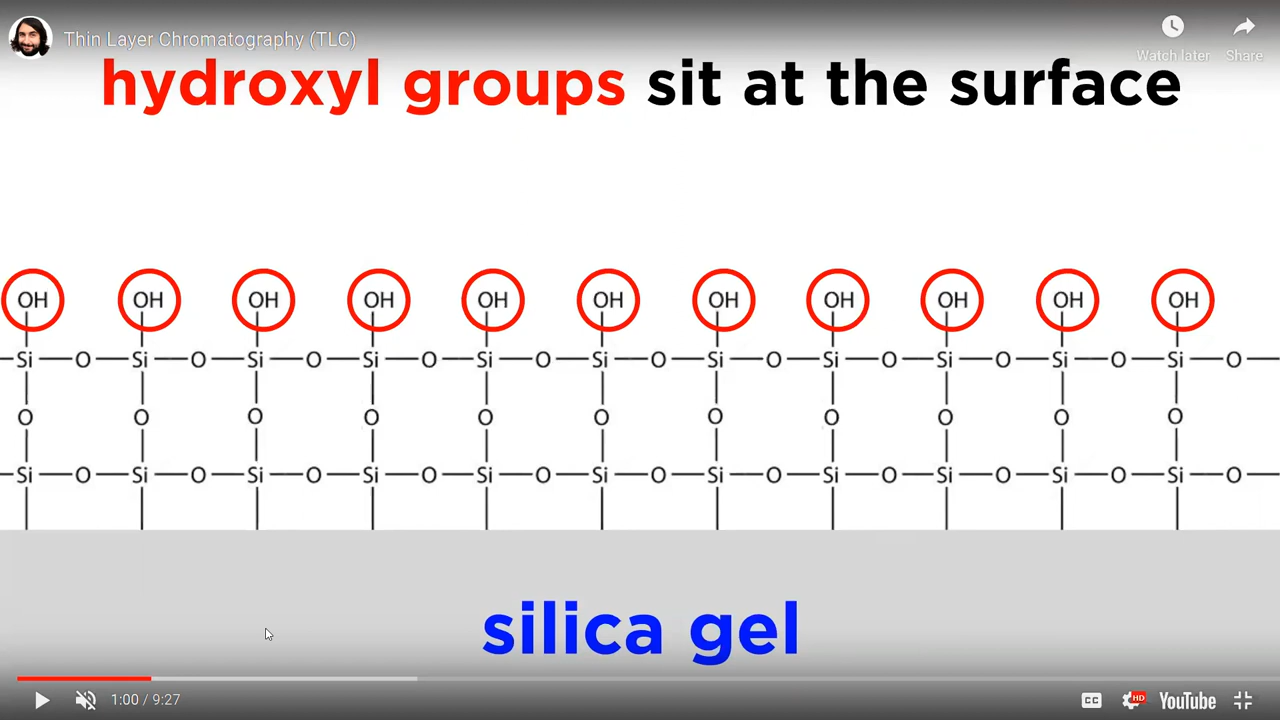 Thin Layer Chromatography (TLC)
Watch later Share
hydroxyl groups sit at the surface
OH OH OH OH OH OH OH OH OH OH OH
Si O Si O Si O Si O Si O Si O Si O Si O Si O Si O Si O
O O O O O O O O O O O
Si O Si O Si O Si O Si O Si O Si O Si O Si O Si O Si O
silica gel
1:00 / 9:27 CC HD YouTube